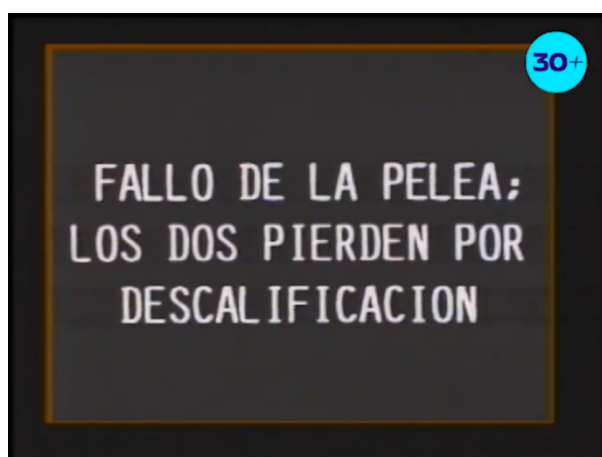 30+
FALLO DE LA PELEA;
LOS DOS PIERDEN POR
DESCALIFICACION